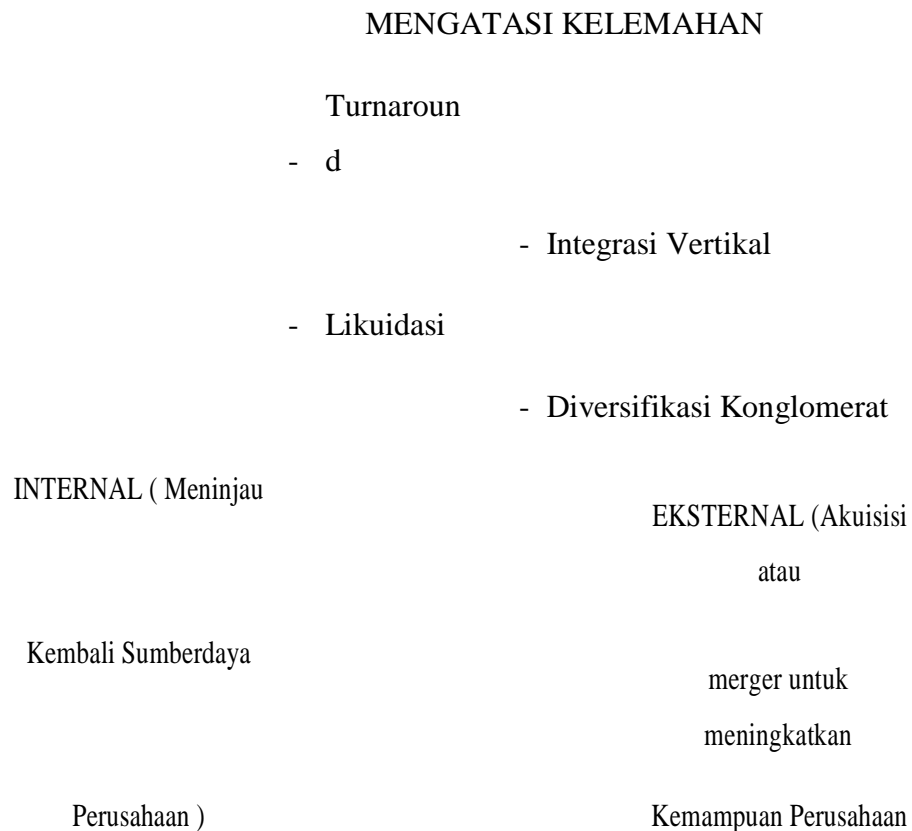 MENGATASI KELEMAHAN
Turnaroun
- d
- Integrasi Vertikal
- Likuidasi
- Diversifikasi Konglomerat
INTERNAL ( Meninjau
EKSTERNAL (Akuisisi
atau
Kembali Sumberdaya
merger untuk
meningkatkan
Perusahaan )
Kemampuan Perusahaan